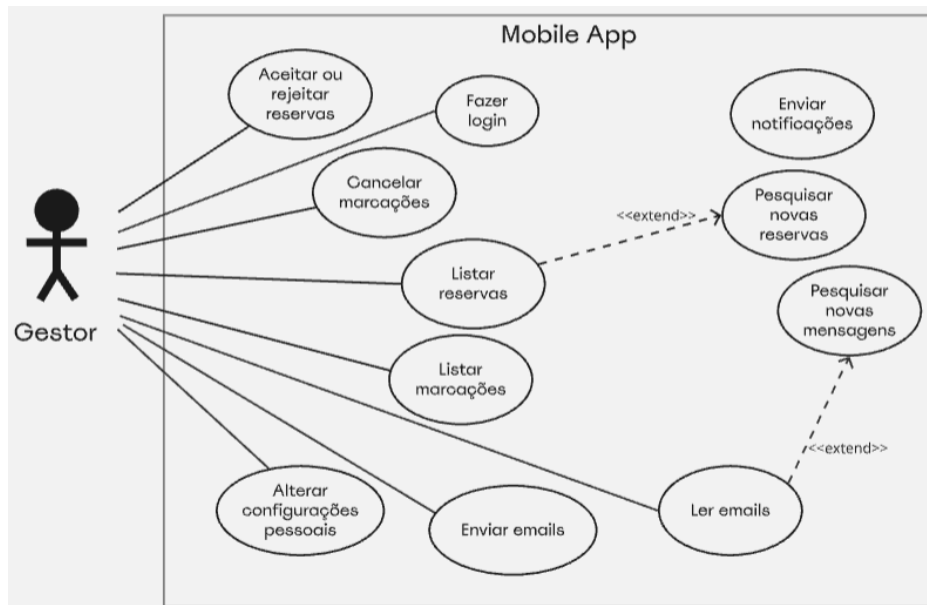 Mobile App
Aceitar ou
rejeitar
reservas
Fazer
login
Enviar
notificações
Cancelar
marcações
Pesquisar
novas
reservas
<<extend>>
Listar
reservas
Pesquisar
novas
mensagens
Gestor
Listar
marcações
<<extend>>
Alterar
configurações
pessoais
Enviar emails
Ler emails